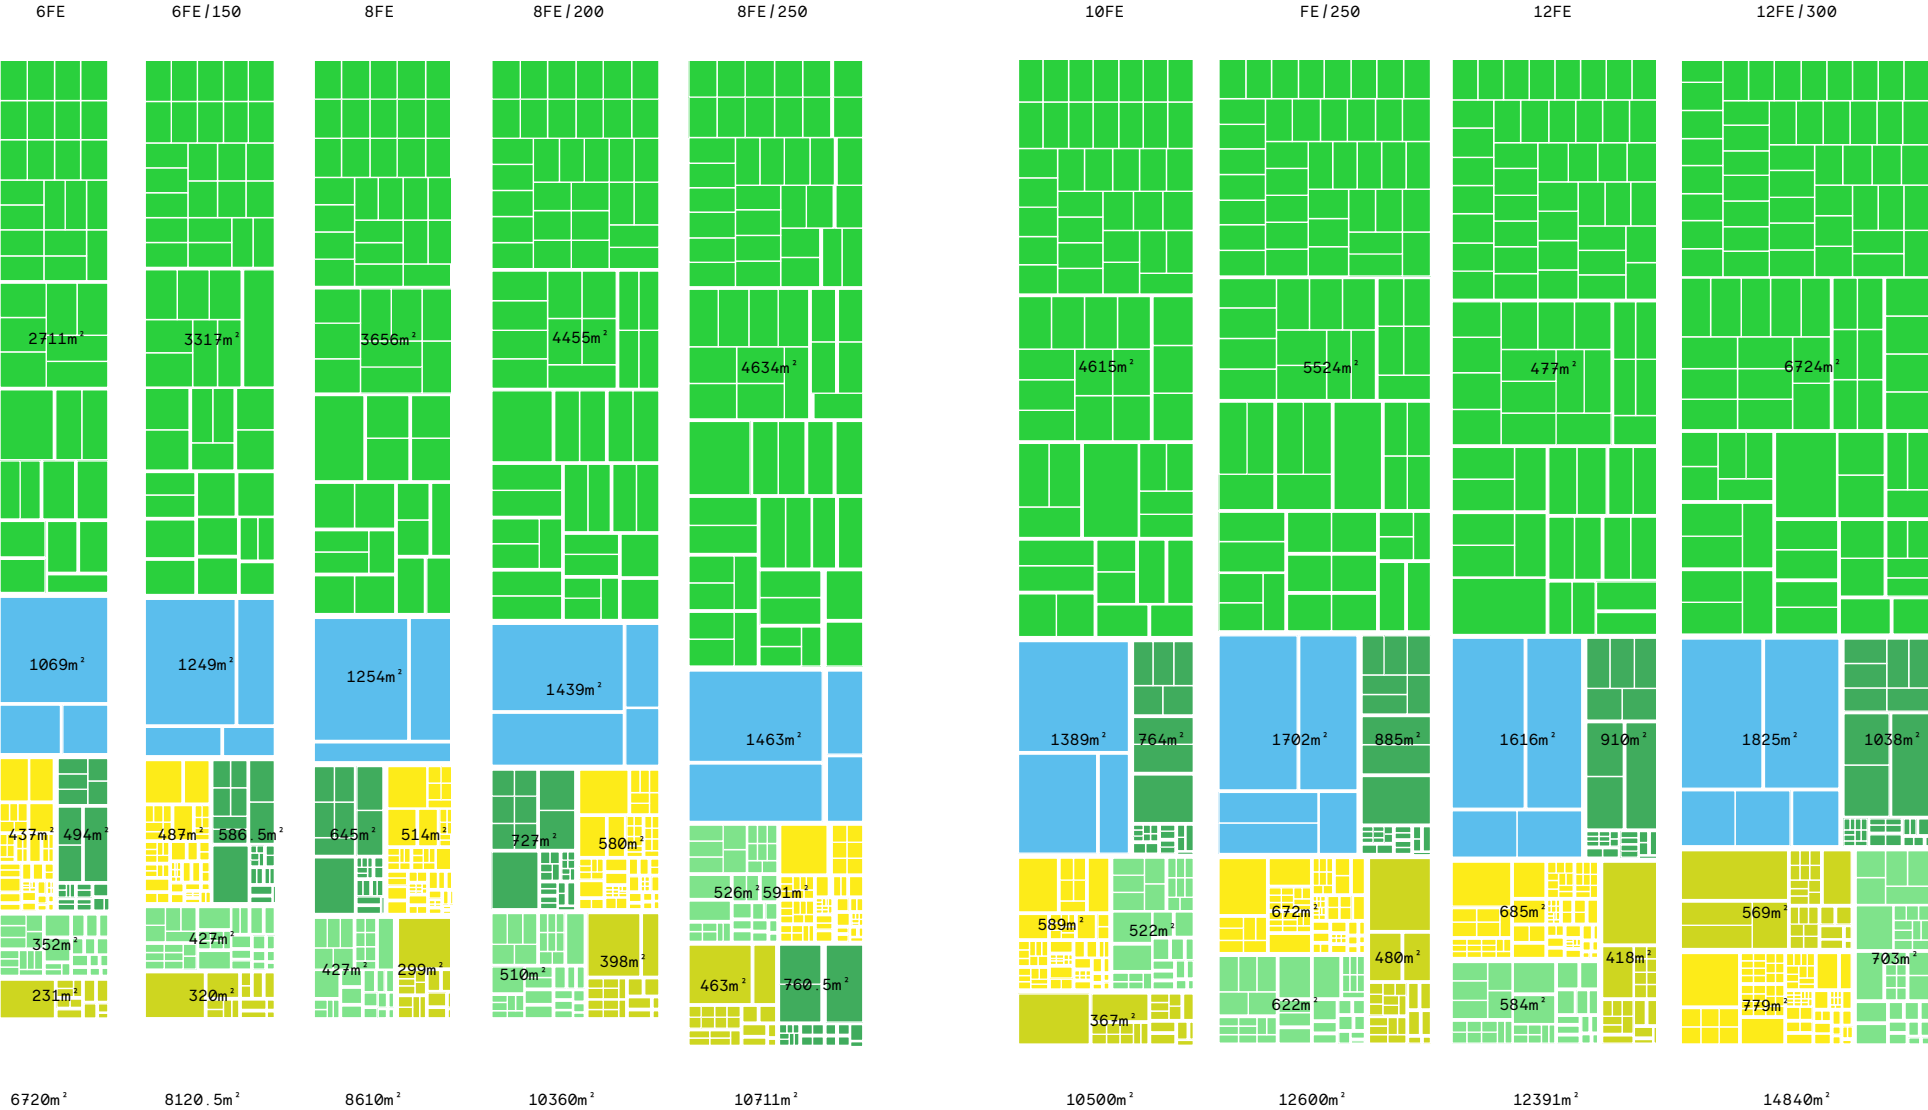 6FE 6FE/150 8FE 8FE/200 8FE/250 10FE FE/250 12FE 12FE/300
2711m² 3317m² 3656m² 4455m² 4634m² 4615m² 5524m² 477m² 6724m²
1069m² 1249m² 1254m² 1439m² 1463m² 1389m² 764m² 1702m² 885m² 1616m² 910m² 1825m² 1038m²
437m² 494m² 487m² 586.5m² 645m² 514m² 727m² 580m² 526m² 591m² 589m² 522m² 672m² 480m² 685m² 418m² 569m² 703m²
352m² 427m² 427m² 299m² 510m² 398m² 463m² 760.5m² 367m² 622m² 584m² 779m²
231m² 320m²
6720m² 8120.5m² 8610m² 10360m² 10711m² 10500m² 12600m² 12391m² 14840m²